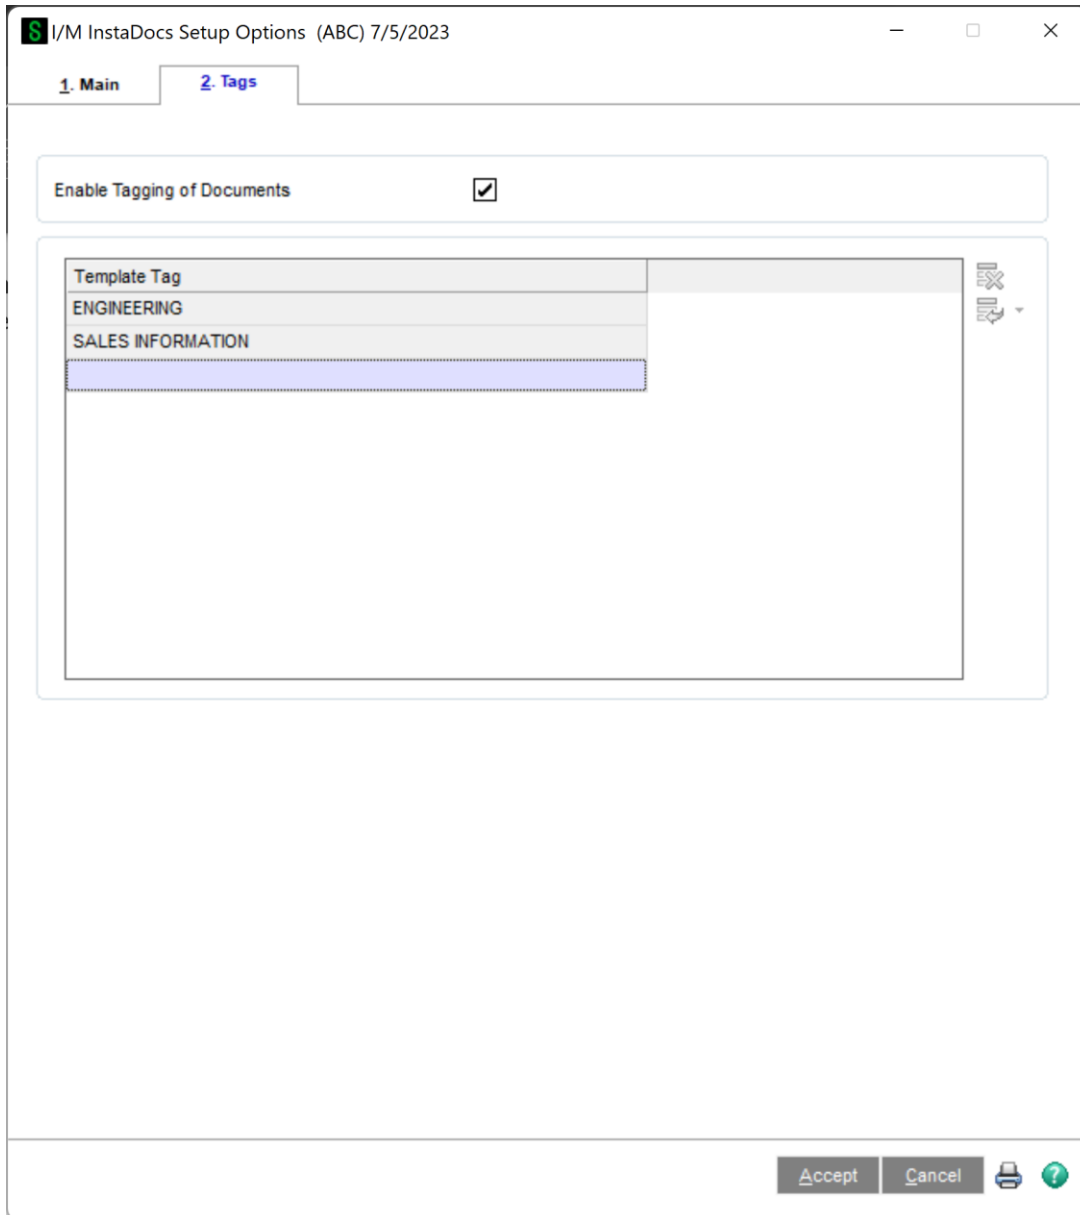 S I/M InstaDocs Setup Options (ABC) 7/5/2023
1. Main 2. Tags
Enable Tagging of Documents
Template Tag
ENGINEERING
SALES INFORMATION
Accept Cancel ?